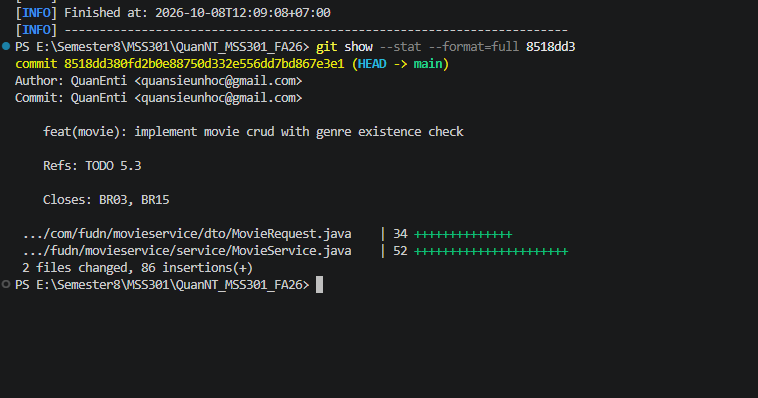 [INFO] Finished at: 2026-10-08T12:09:08+07:00
[INFO] ------------------------------------------------------------------------
PS E:\Semester8\MSS301\QuanNT_MSS301_FA26> git show --stat --format=full 8518dd3
commit 8518dd380fd2b0e88750d332e556dd7bd867e3e1 (HEAD -> main)
Author: QuanEnti <quansieunhoc@gmail.com>
Commit: QuanEnti <quansieunhoc@gmail.com>
feat(movie): implement movie crud with genre existence check
Refs: TODO 5.3
Closes: BR03, BR15
.../com/fudn/movieservice/dto/MovieRequest.java | 34 +++++++++++++++
.../fudn/movieservice/service/MovieService.java | 52 ++++++++++++++++++++++++
2 files changed, 86 insertions(+)
PS E:\Semester8\MSS301\QuanNT_MSS301_FA26>